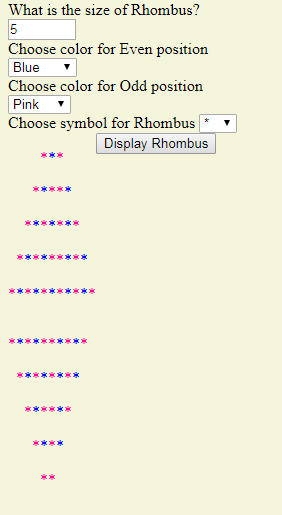 What is the size of Rhombus?
5
Choose color for Even position
Blue
Choose color for Odd position
Pink
Choose symbol for Rhombus *
Display Rhombus
***
*****
*******
*********
***********
**********
********
******
****
**